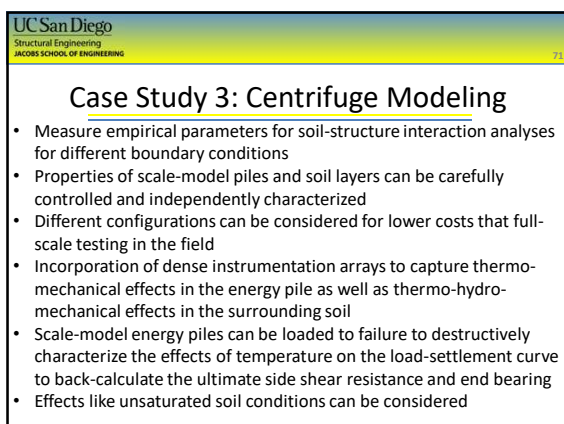 UC San Diego
Structural Engineering
JACOBS SCHOOL OF ENGINEERING
71
Case Study 3: Centrifuge Modeling
• Measure empirical parameters for soil-structure interaction analyses
for different boundary conditions
• Properties of scale-model piles and soil layers can be carefully
controlled and independently characterized
• Different configurations can be considered for lower costs that full-
scale testing in the field
• Incorporation of dense instrumentation arrays to capture thermo-
mechanical effects in the energy pile as well as thermo-hydro-
mechanical effects in the surrounding soil
• Scale-model energy piles can be loaded to failure to destructively
characterize the effects of temperature on the load-settlement curve
to back-calculate the ultimate side shear resistance and end bearing
• Effects like unsaturated soil conditions can be considered